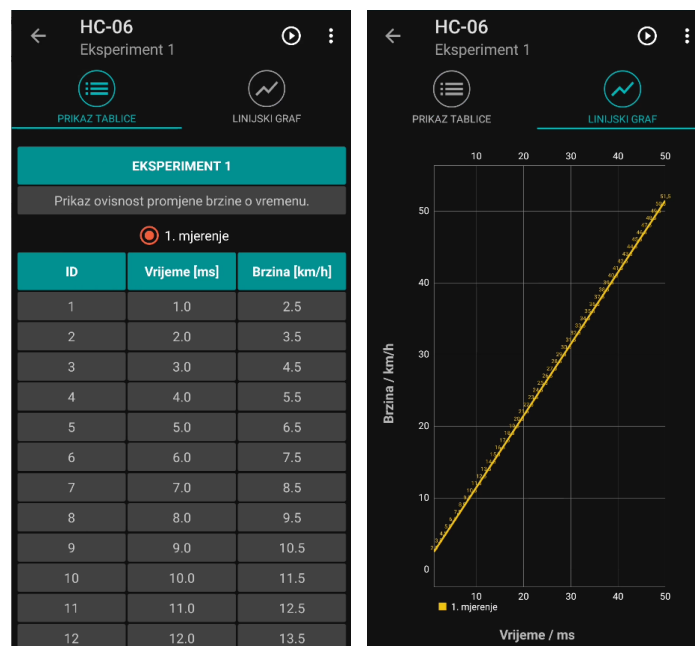 HC-06
Eksperiment 1
PRIKAZ TABLICE
LINIJSKI GRAF
EKSPERIMENT 1
Prikaz ovisnost promjene brzine o vremenu.
1. mjerenje
ID Vrijeme [ms] Brzina [km/h]
1 1.0 2.5
2 2.0 3.5
3 3.0 4.5
4 4.0 5.5
5 5.0 6.5
6 6.0 7.5
7 7.0 8.5
8 8.0 9.5
9 9.0 10.5
10 10.0 11.5
11 11.0 12.5
12 12.0 13.5
HC-06
Eksperiment 1
PRIKAZ TABLICE
LINIJSKI GRAF
10 20 30 40 50
51,5
50
40
30
20
10
0
Brzina / km/h
10 20 30 40 50
1. mjerenje
Vrijeme / ms